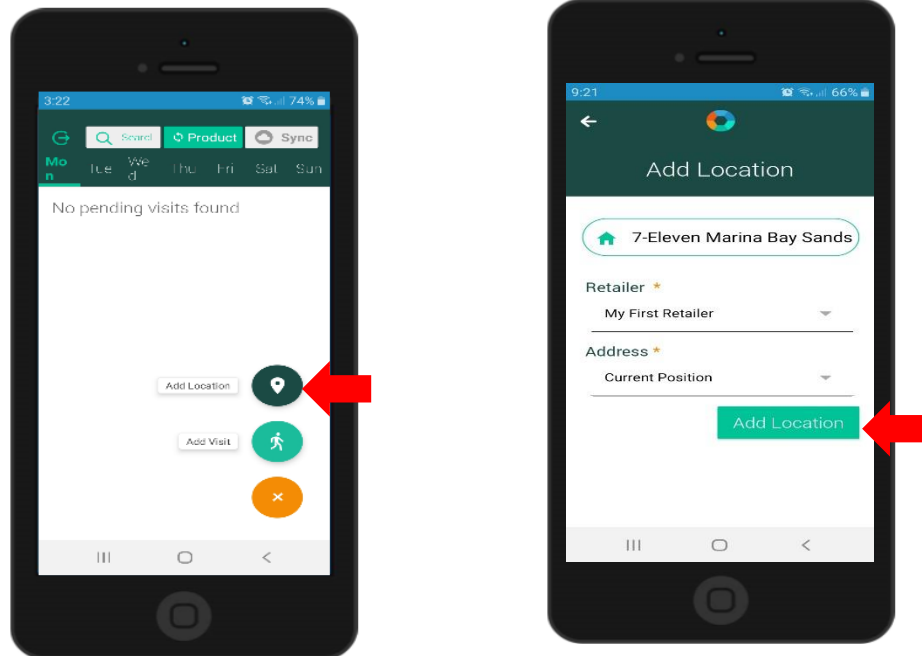 3:22 74%
Search Product Sync
Mon Tue Wed Thu Fri Sat Sun
No pending visits found
Add Location
Add Visit
9:21 66%
Add Location
7-Eleven Marina Bay Sands
Retailer *
My First Retailer
Address *
Current Position
Add Location